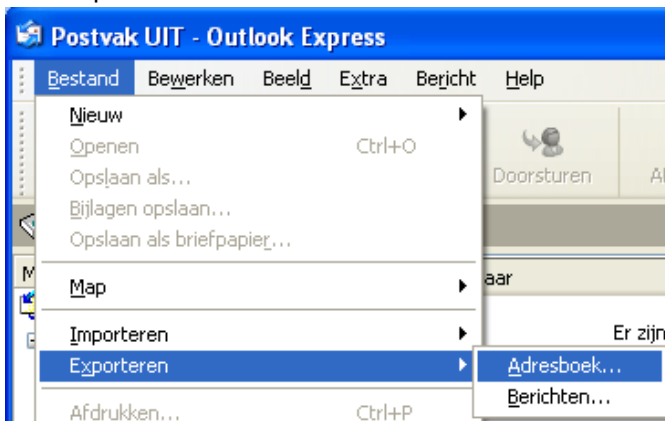 Postvak UIT - Outlook Express
Bestand Bewerken Beeld Extra Bericht Help
Nieuw
Openen Ctrl+O
Opslaan als...
Doorsturen
Bijlagen opslaan...
Opslaan als briefpapier...
Map
aar
Importeren
Er zijn
Exporteren
Adresboek...
Berichten...
Afdrukken... Ctrl+P